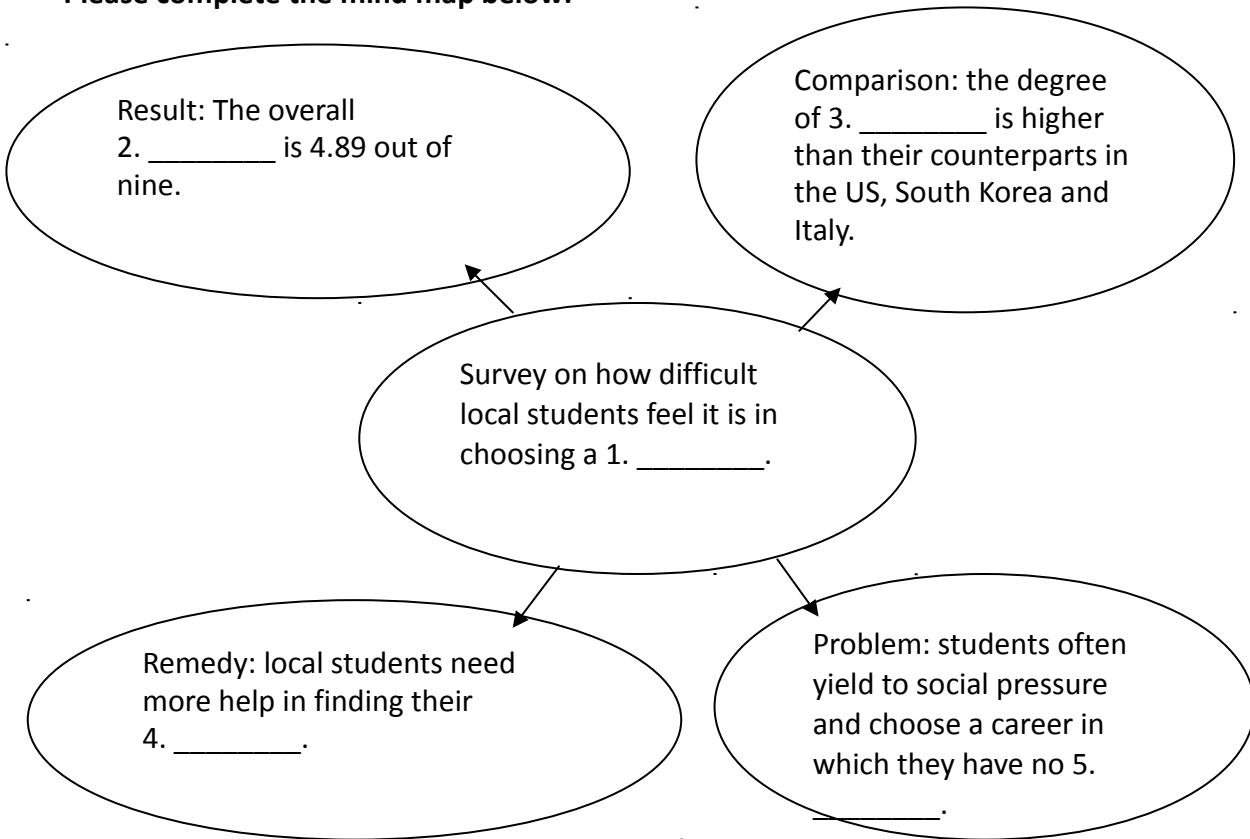 Please complete the mind map below.
Result: The overall
2. ________ is 4.89 out of
nine.
Comparison: the degree
of 3. ________ is higher
than their counterparts in
the US, South Korea and
Italy.
Survey on how difficult
local students feel it is in
choosing a 1. ________.
Remedy: local students need
more help in finding their
4. ________.
Problem: students often
yield to social pressure
and choose a career in
which they have no 5.
________.